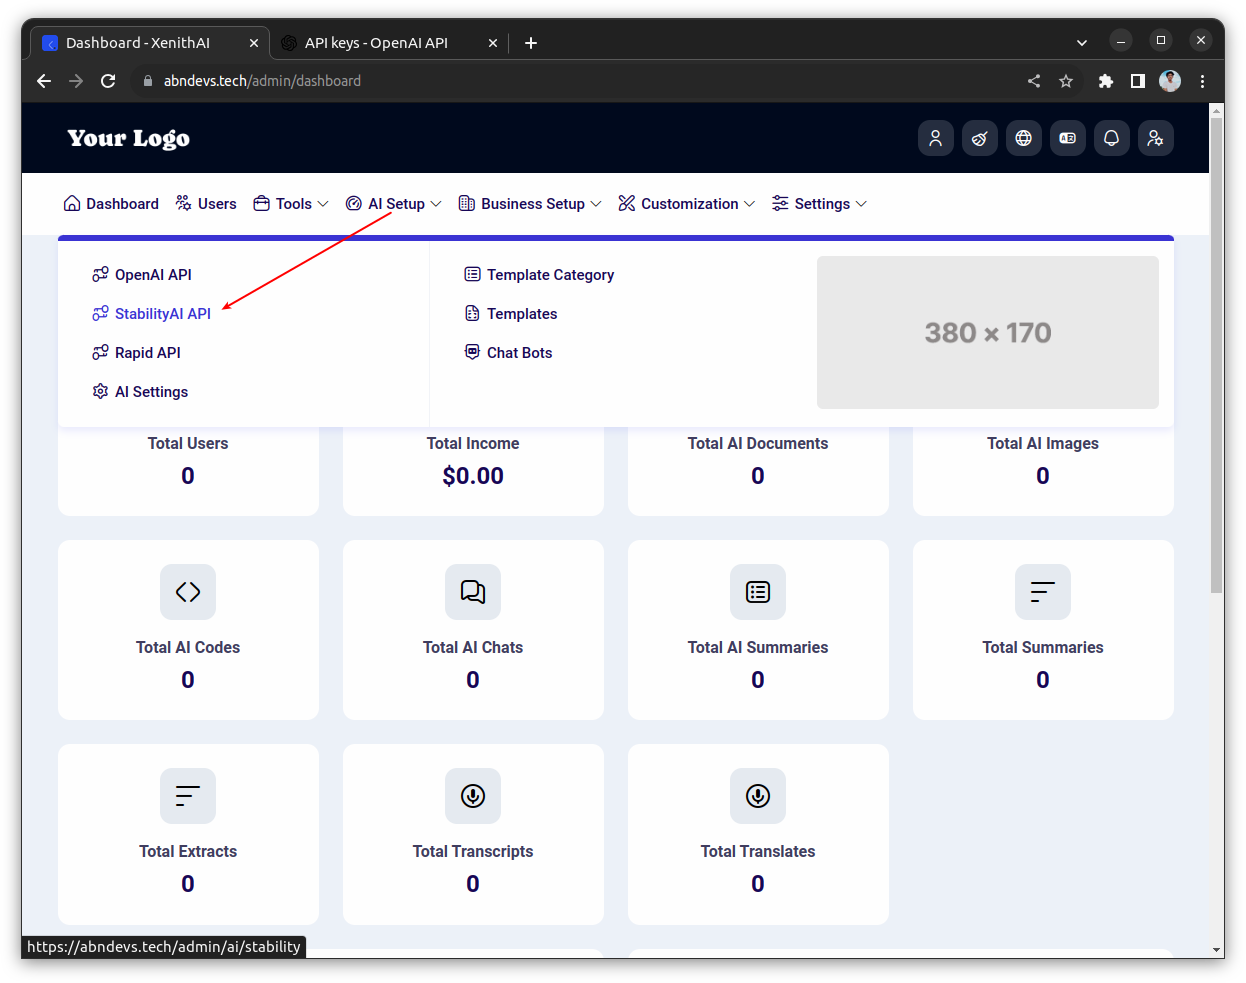 Dashboard - XenithAI
API keys - OpenAI API
abndevs.tech/admin/dashboard
Your Logo
Dashboard Users Tools AI Setup Business Setup Customization Settings
OpenAI API
StabilityAI API
Rapid API
AI Settings
Template Category
Templates
Chat Bots
380 × 170
Total Users
0
Total Income
$0.00
Total AI Documents
0
Total AI Images
0
Total AI Codes
0
Total AI Chats
0
Total AI Summaries
0
Total Summaries
0
Total Extracts
0
Total Transcripts
0
Total Translates
0
https://abndevs.tech/admin/ai/stability